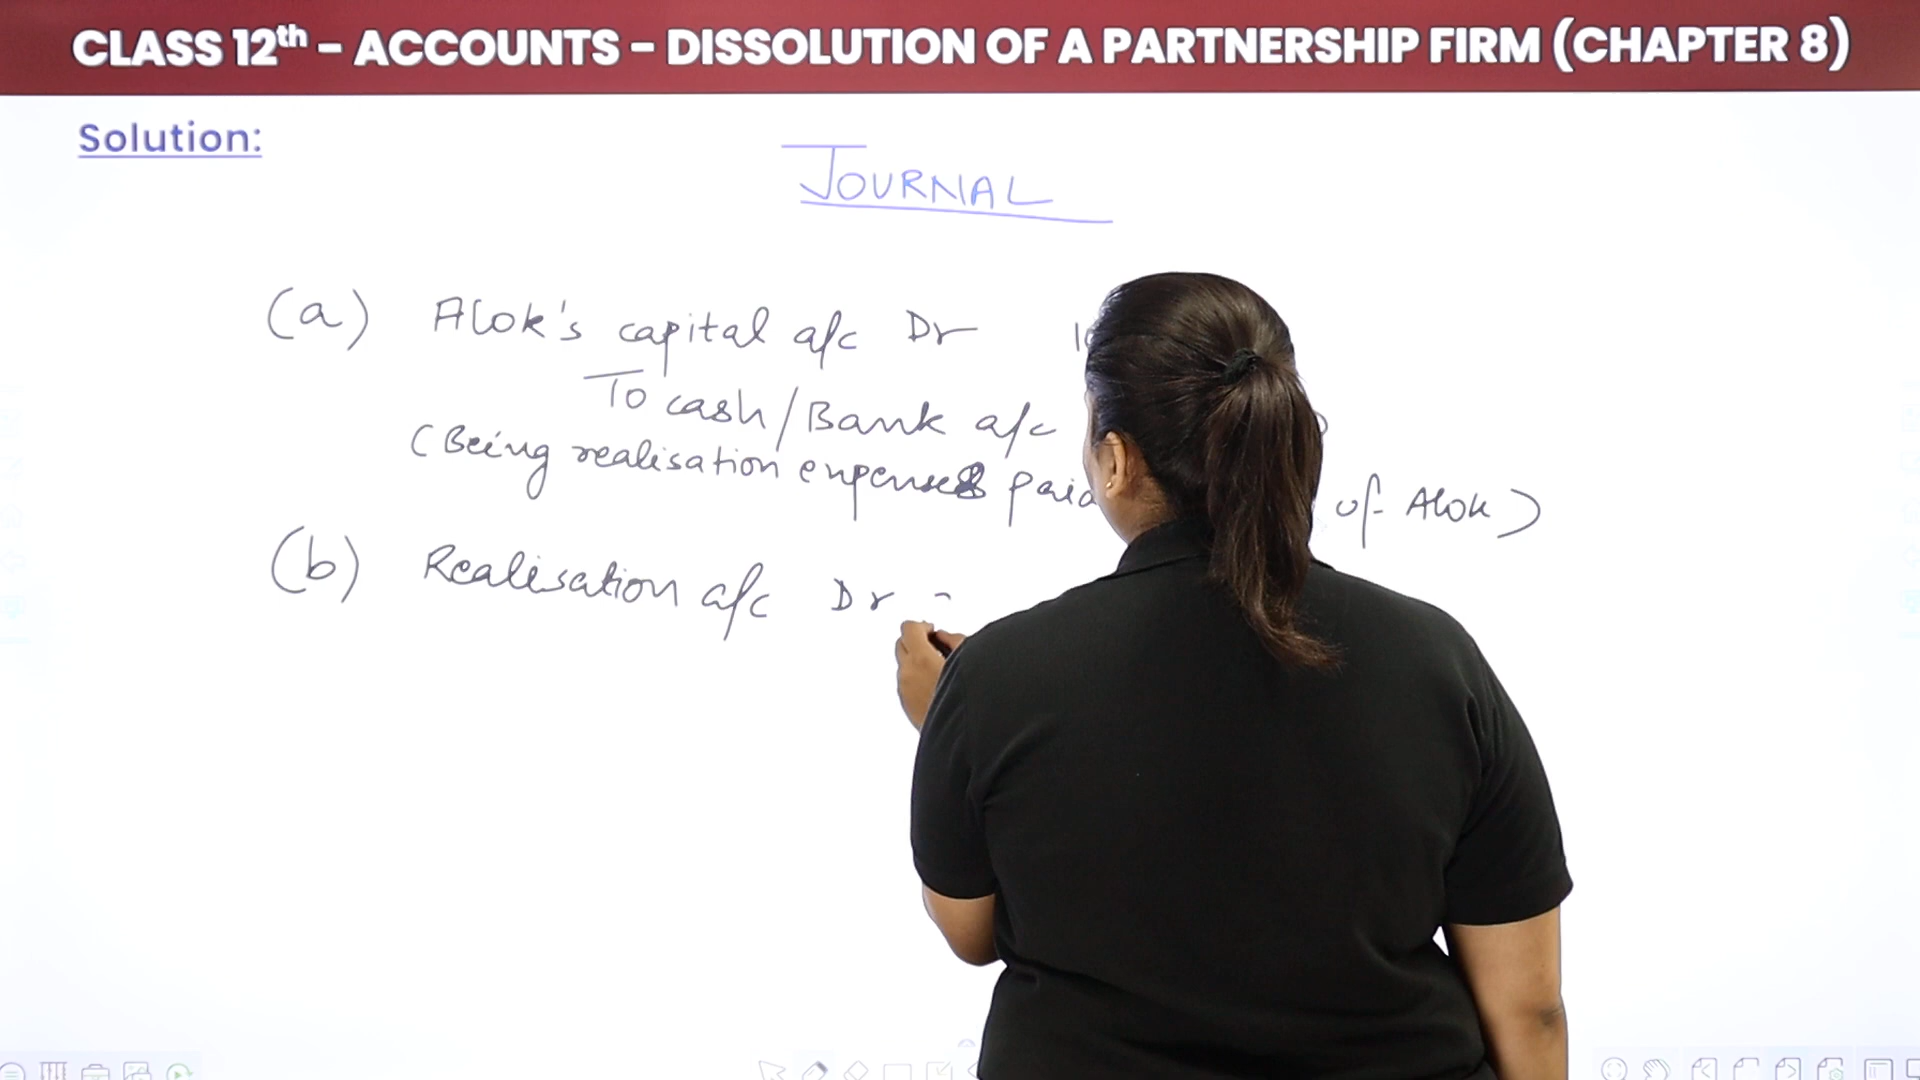 CLASS 12th – ACCOUNTS – DISSOLUTION OF A PARTNERSHIP FIRM (CHAPTER 8)
Solution:
JOURNAL
(a) Alok's capital a/c Dr
To cash/Bank a/c
(Being realisation expenses paid of Alok)
(b) Realisation a/c Dr